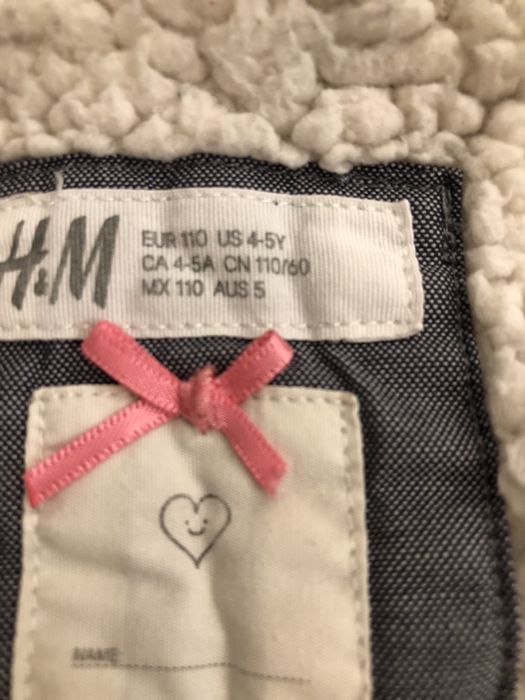 H&M
EUR 110 US 4-5Y
CA 4-5A CN 110/60
MX 110 AUS 5
NAME